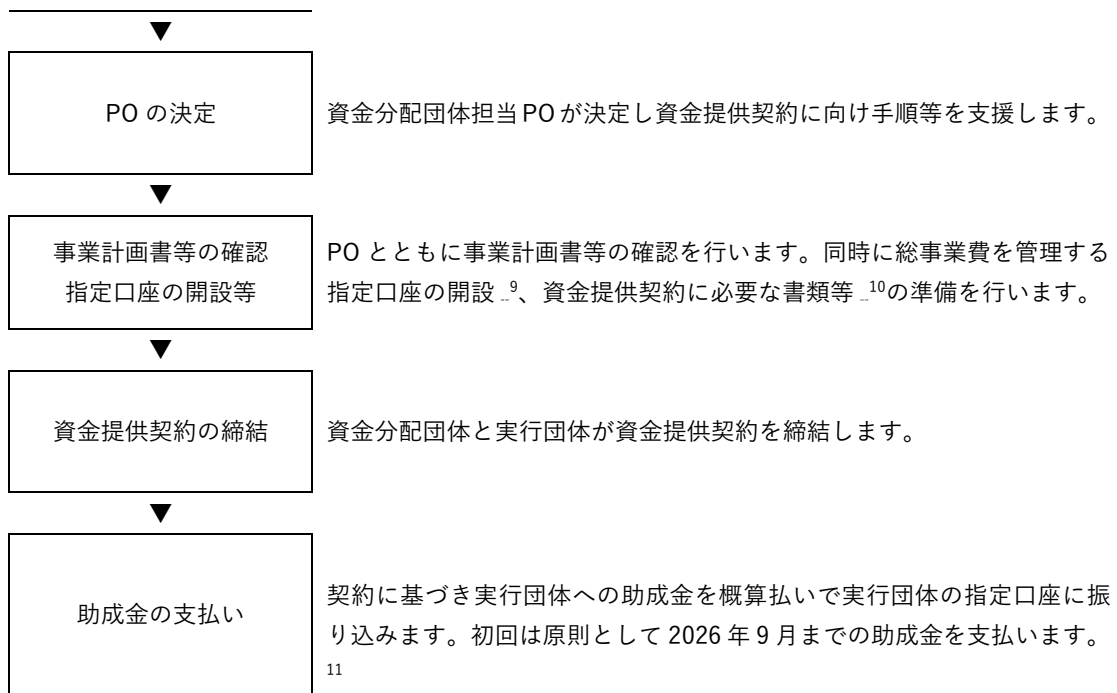 ▼
PO の決定
資金分配団体担当 PO が決定し資金提供契約に向け手順等を支援します。
▼
事業計画書等の確認
指定口座の開設等
PO とともに事業計画書等の確認を行います。同時に総事業費を管理する
指定口座の開設 9、資金提供契約に必要な書類等 10の準備を行います。
▼
資金提供契約の締結
資金分配団体と実行団体が資金提供契約を締結します。
▼
助成金の支払い
契約に基づき実行団体への助成金を概算払いで実行団体の指定口座に振
り込みます。初回は原則として 2026 年 9 月までの助成金を支払います。
11